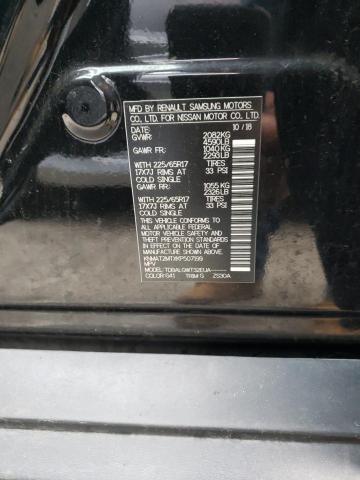 MFD BY RENAULT SAMSUNG MOTORS
CO., LTD. FOR NISSAN MOTOR CO., LTD.
DATE: 10 / 18
GVWR: 2082KG
4590LB
GAWR FR: 1040KG
2293LB
WITH 225/65R17 TIRES
17X7J RIMS AT 33 PSI
COLD SINGLE
GAWR RR: 1055KG
2326LB
WITH 225/65R17 TIRES
17X7J RIMS AT 33 PSI
COLD SINGLE
THIS VEHICLE CONFORMS TO ALL
APPLICABLE FEDERAL MOTOR VEHICLE
SAFETY, BUMPER, AND THEFT
PREVENTION STANDARDS IN EFFECT
ON THE DATE OF MANUFACTURE
SHOWN ABOVE.
MPV
COLOR: G41 TRIM: G